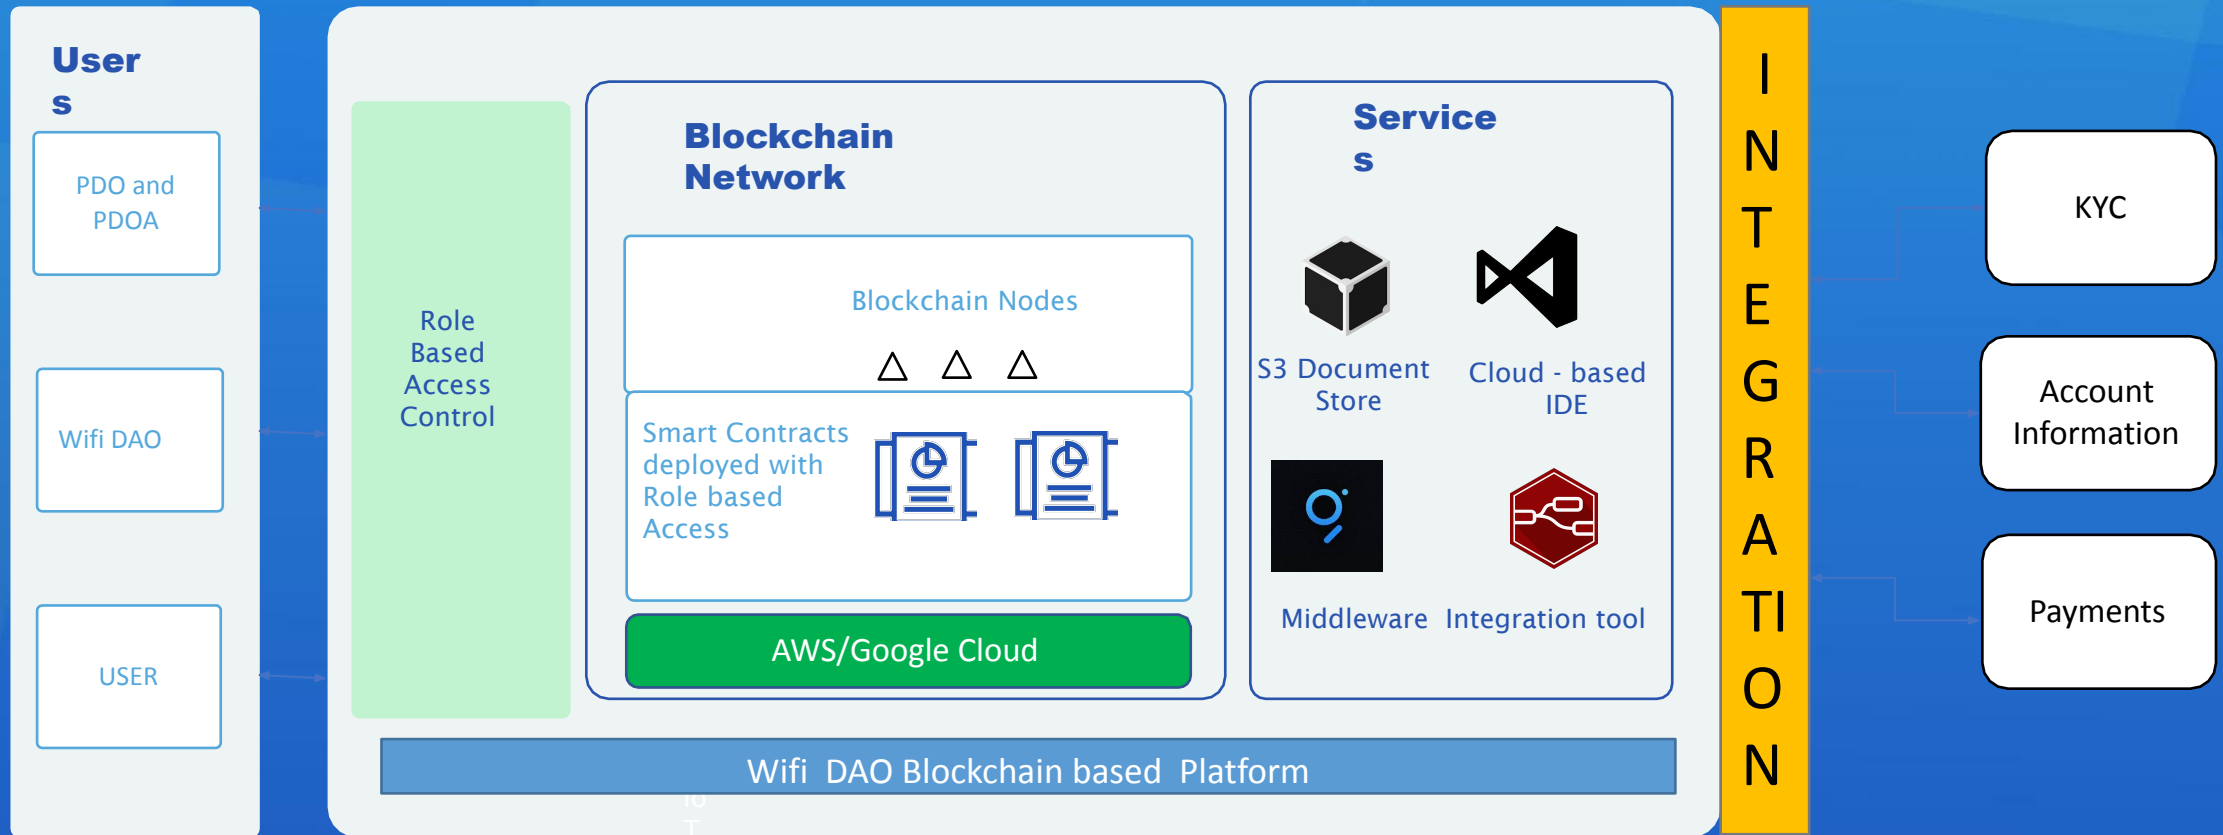 User
s
PDO and
PDOA
Wifi DAO
USER
Role
Based
Access
Control
Blockchain
Network
Blockchain Nodes
Smart Contracts
deployed with
Role based
Access
AWS/Google Cloud
Service
s
S3 Document
Store
Cloud - based
IDE
Middleware
Integration tool
Wifi DAO Blockchain based Platform
I
N
T
E
G
R
A
TI
O
N
KYC
Account
Information
Payments